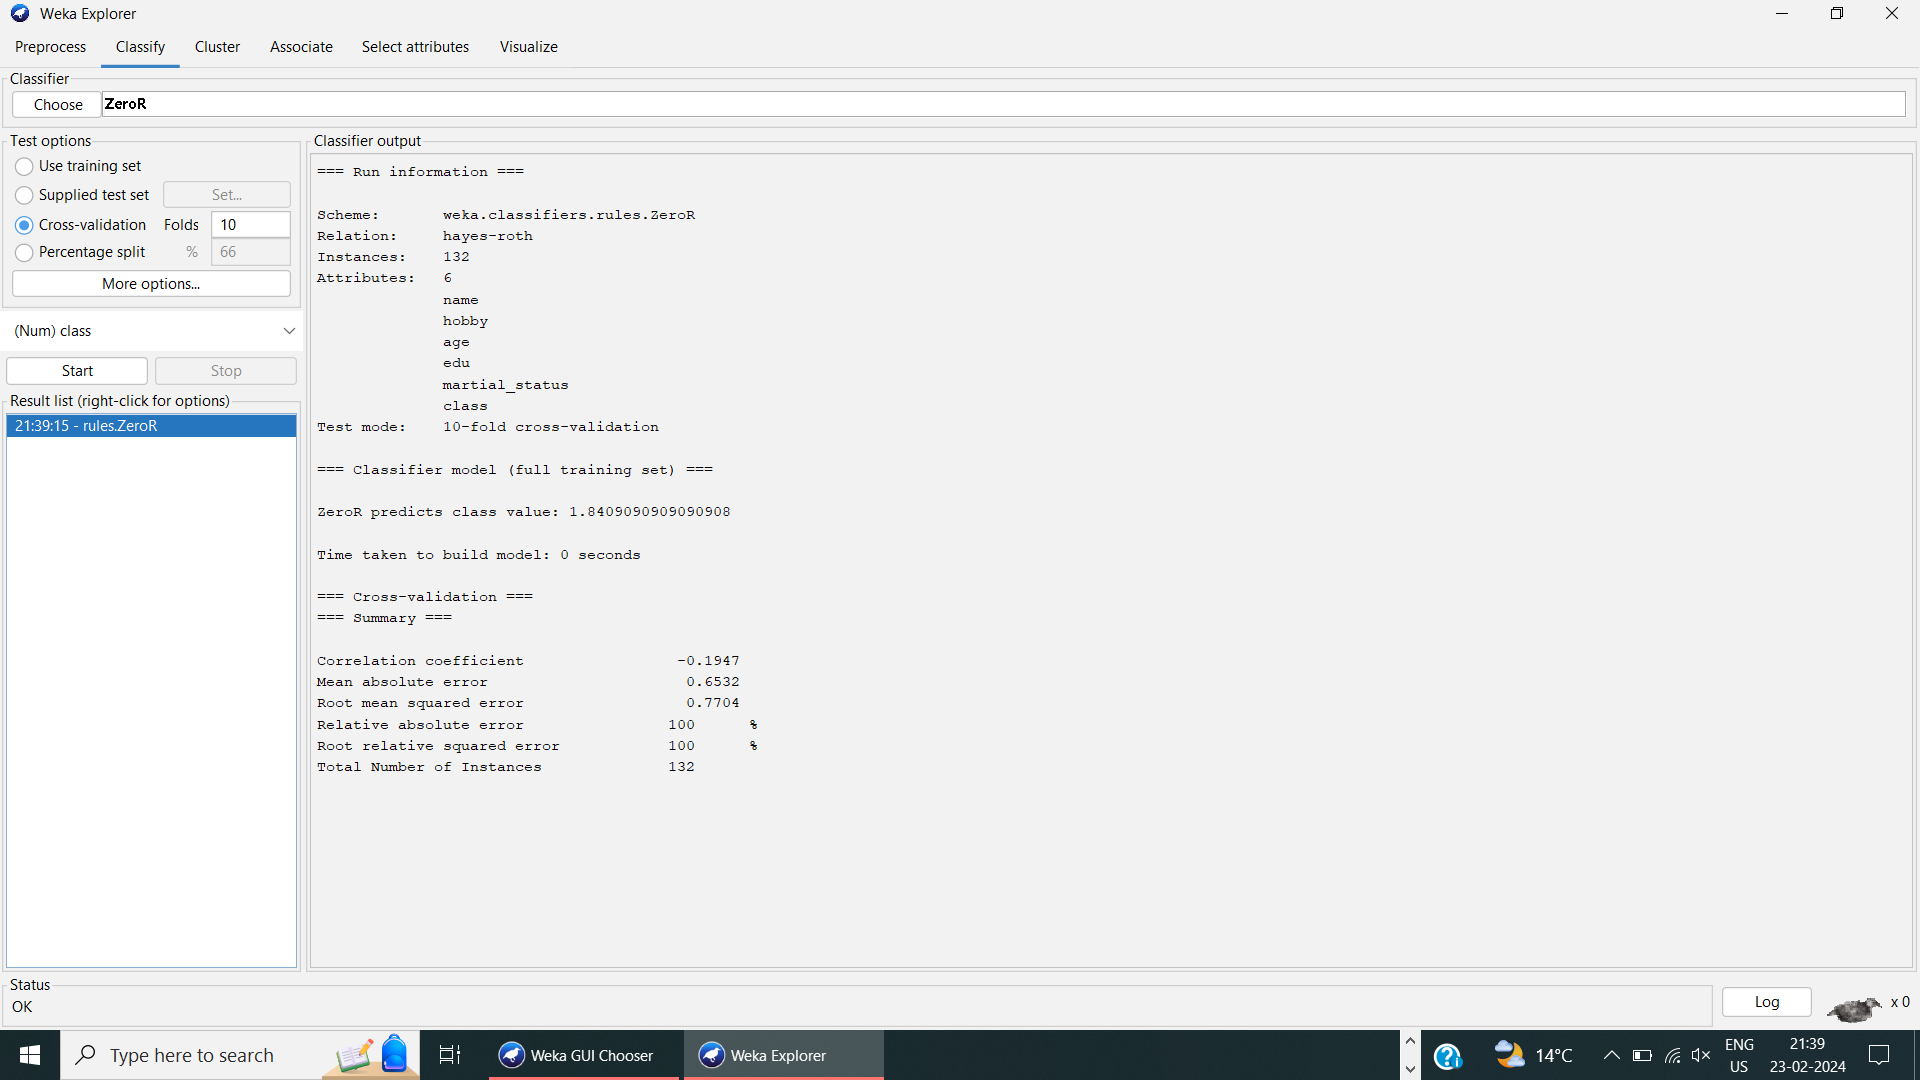 Weka Explorer
Preprocess Classify Cluster Associate Select attributes Visualize
Classifier
Choose ZeroR
Test options
Use training set
Supplied test set Set...
Cross-validation Folds 10
Percentage split % 66
More options...
(Num) class
Start Stop
Result list (right-click for options)
21:39:15 - rules.ZeroR
Classifier output
=== Run information ===
Scheme: weka.classifiers.rules.ZeroR
Relation: hayes-roth
Instances: 132
Attributes: 6
name
hobby
age
edu
martial_status
class
Test mode: 10-fold cross-validation
=== Classifier model (full training set) ===
ZeroR predicts class value: 1.8409090909090908
Time taken to build model: 0 seconds
=== Cross-validation ===
=== Summary ===
Correlation coefficient -0.1947
Mean absolute error 0.6532
Root mean squared error 0.7704
Relative absolute error 100 %
Root relative squared error 100 %
Total Number of Instances 132
Status
OK
Log x 0
Type here to search
Weka GUI Chooser
Weka Explorer
14°C
ENG
US
21:39
23-02-2024